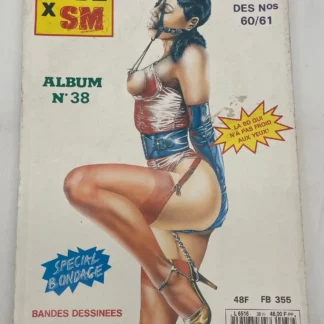 X SM
DES Nos
60/61
ALBUM
N° 38
LA BD QUI
N'A PAS FROID
AUX YEUX!
SPECIAL
BONDAGE
48F FB 355
BANDES DESSINEES